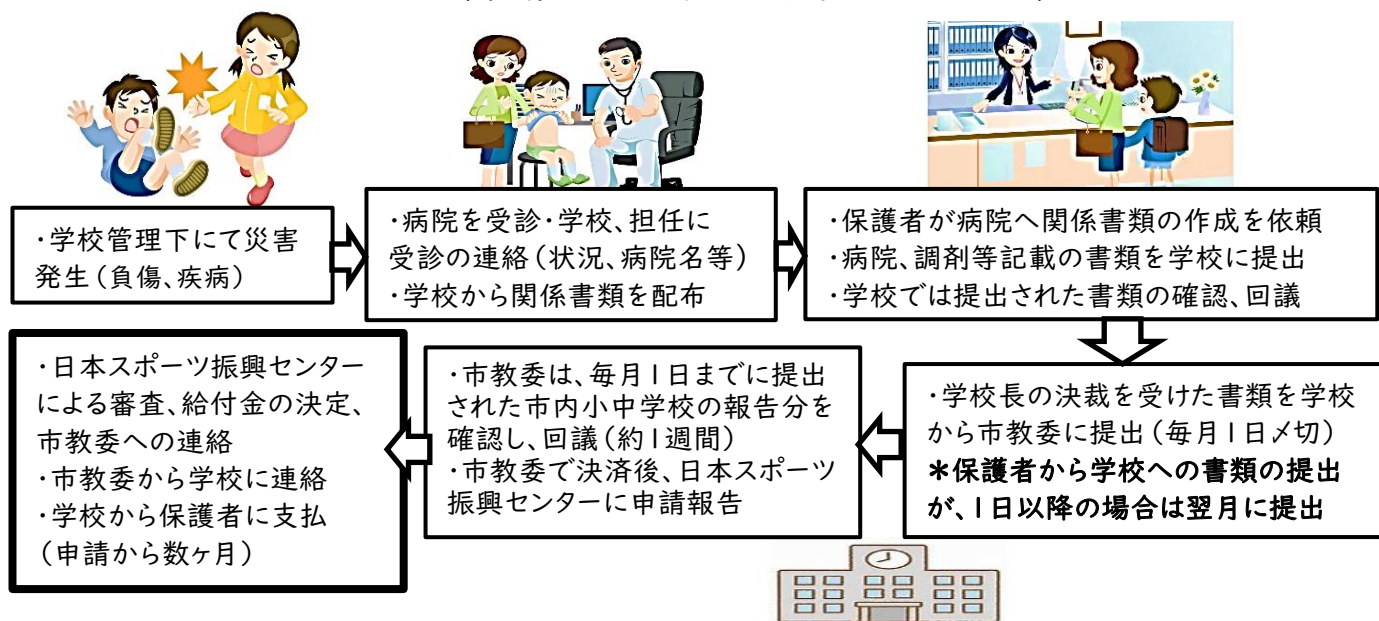 ・学校管理下にて災害
発生（負傷、疾病）
・病院を受診・学校、担任に
受診の連絡（状況、病院名等）
・学校から関係書類を配布
・保護者が病院へ関係書類の作成を依頼
・病院、調剤等記載の書類を学校に提出
・学校では提出された書類の確認、回議
・学校長の決裁を受けた書類を学校
から市教委に提出（毎月1日〆切）
＊保護者から学校への書類の提出
が、1日以降の場合は翌月に提出
・市教委は、毎月1日までに提出
された市内小中学校の報告分を
確認し、回議（約1週間）
・市教委で決済後、日本スポーツ
振興センターに申請報告
・日本スポーツ振興センター
による審査、給付金の決定、
市教委への連絡
・市教委から学校に連絡
・学校から保護者に支払
（申請から数ヶ月）